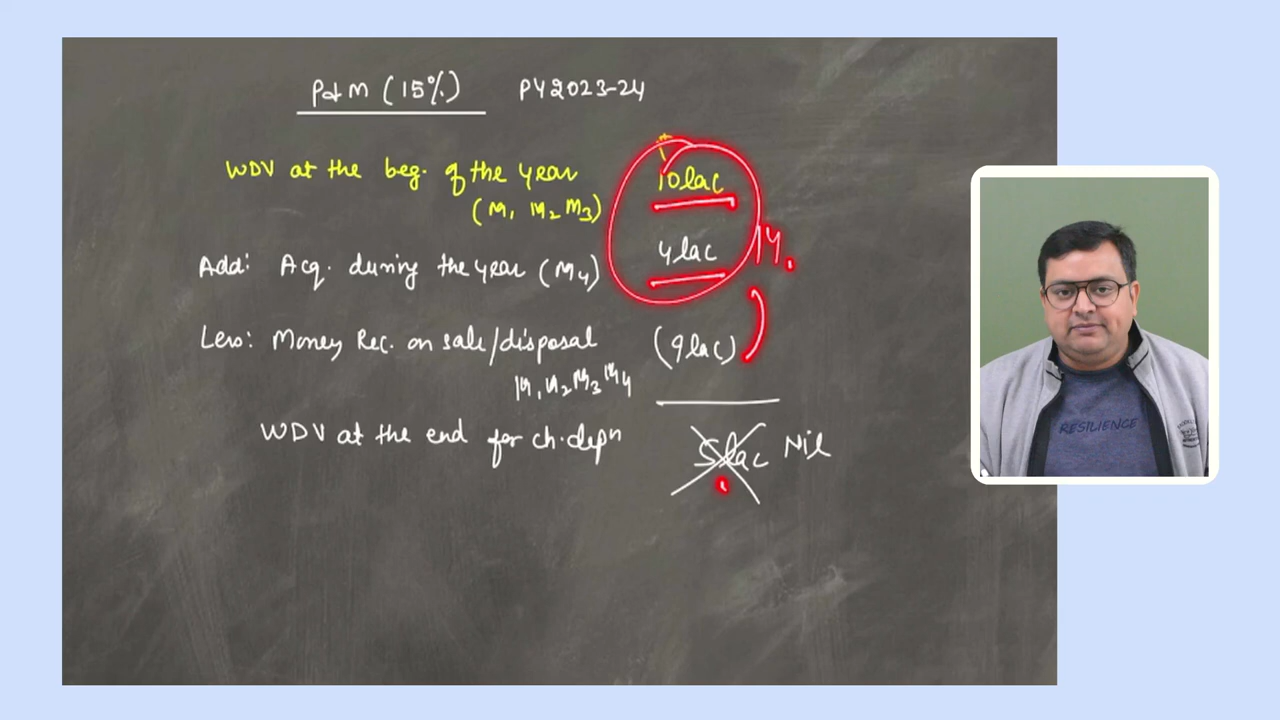 P&M (15%) PY2023-24
WDV at the beg. of the year 10lac
(M1 M2 M3)
Add: Acq. during the year (M4) 4lac 14.
Less: Money Rec. on sale/disposal (9lac)
M1 M2 M3 M4
WDV at the end for ch. depn 5lac Nil
RESILIENCE